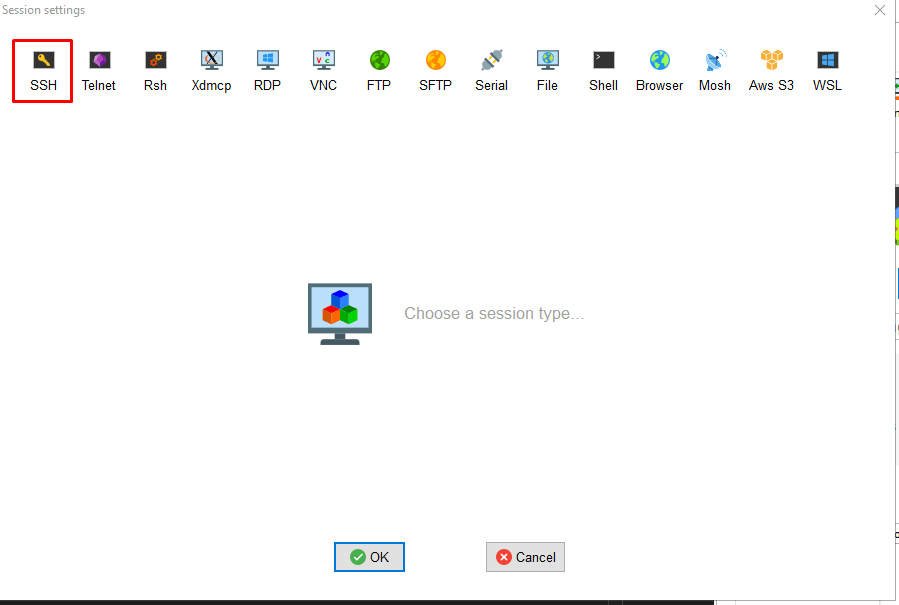 Session settings
SSH Telnet Rsh Xdmcp RDP VNC FTP SFTP Serial File Shell Browser Mosh Aws S3 WSL
Choose a session type...
OK Cancel